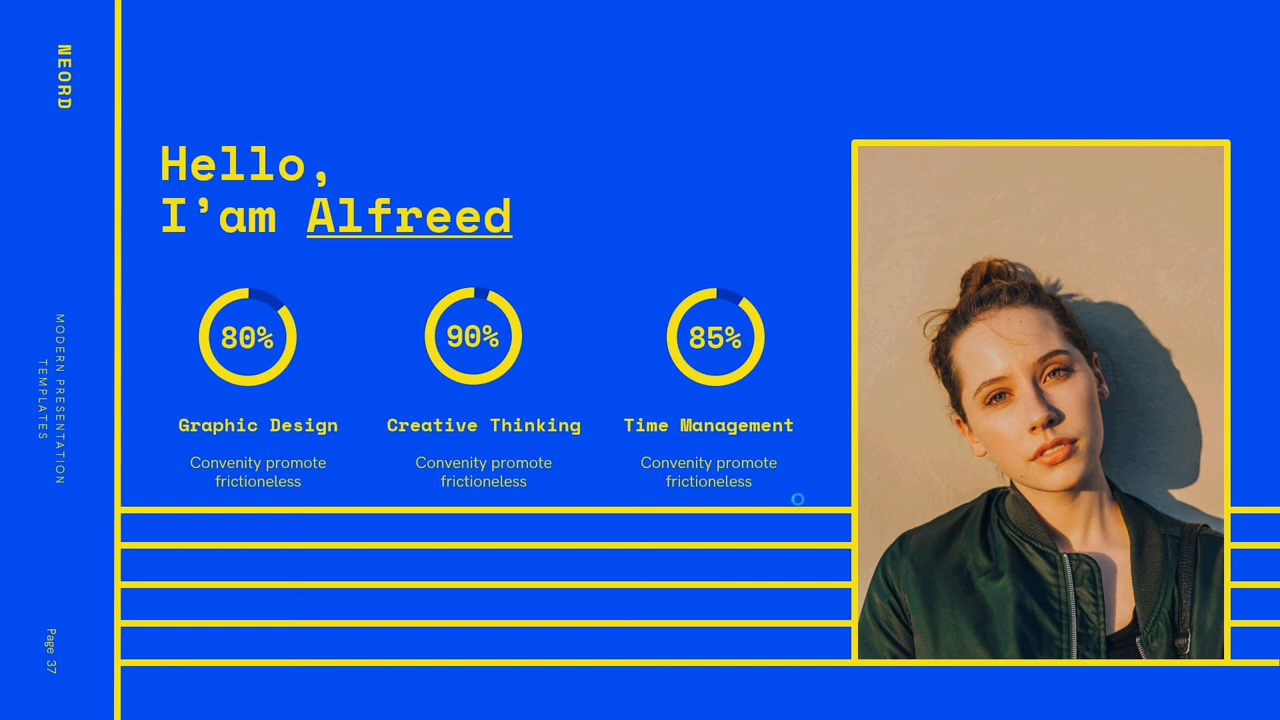 NEORD
MODERN PRESENTATION
TEMPLATES
Page 37
Hello,
I'am Alfreed
80%
90%
85%
Graphic Design
Creative Thinking
Time Management
Convenity promote
frictioneless
Convenity promote
frictioneless
Convenity promote
frictioneless